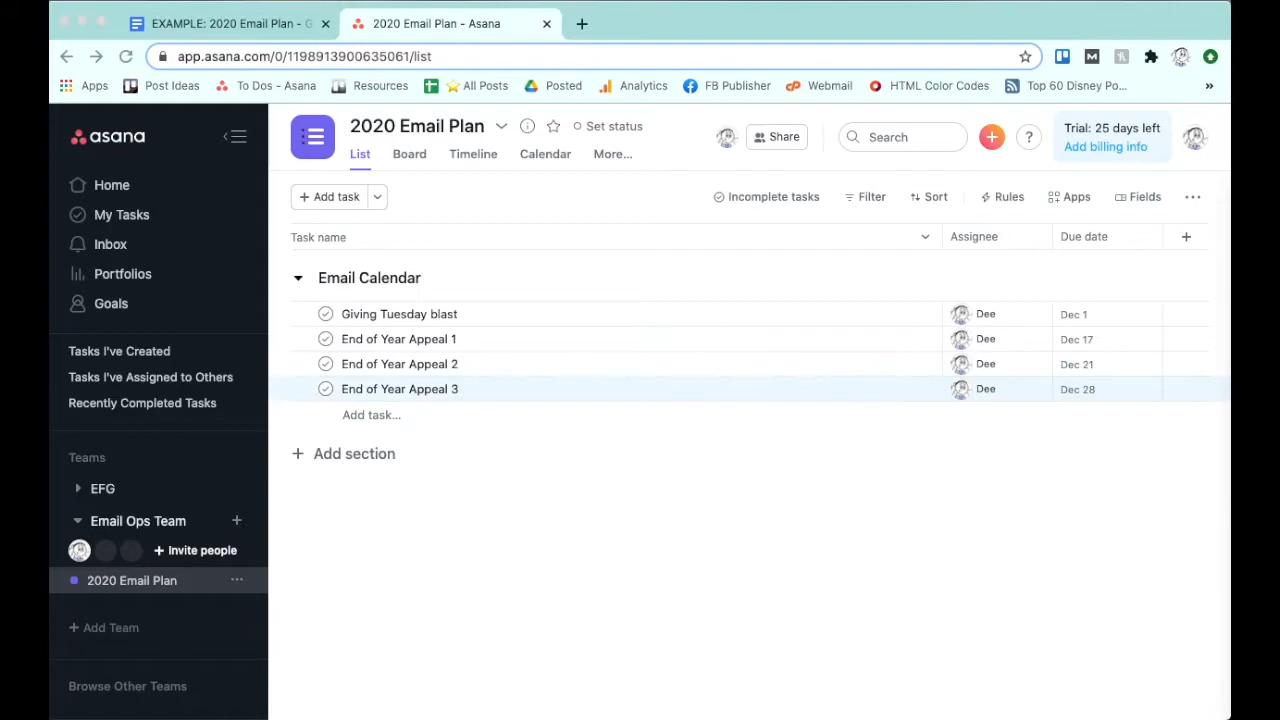 EXAMPLE: 2020 Email Plan - G
2020 Email Plan - Asana
app.asana.com/0/1198913900635061/list
Apps
Post Ideas
To Dos - Asana
Resources
All Posts
Posted
Analytics
FB Publisher
Webmail
HTML Color Codes
Top 60 Disney Po...
»
asana
Home
My Tasks
Inbox
Portfolios
Goals
Tasks I've Created
Tasks I've Assigned to Others
Recently Completed Tasks
Teams
EFG
Email Ops Team
+
+ Invite people
2020 Email Plan
...
+ Add Team
Browse Other Teams
2020 Email Plan
Set status
Share
Search
+
?
Trial: 25 days left
Add billing info
List
Board
Timeline
Calendar
More...
+ Add task
Incomplete tasks
Filter
Sort
Rules
Apps
Fields
...
Task name
Assignee
Due date
+
Email Calendar
Giving Tuesday blast
Dee
Dec 1
End of Year Appeal 1
Dee
Dec 17
End of Year Appeal 2
Dee
Dec 21
End of Year Appeal 3
Dee
Dec 28
Add task...
+ Add section